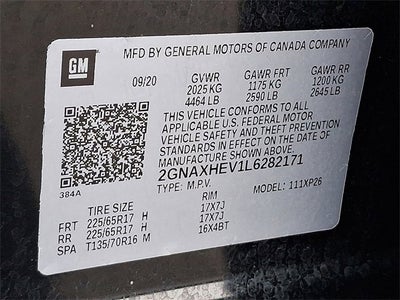 GM
MFD BY GENERAL MOTORS OF CANADA COMPANY
09/20 GVWR GAWR FRT GAWR RR
2025 KG 1175 KG 1200 KG
4464 LB 2590 LB 2645 LB
THIS VEHICLE CONFORMS TO ALL
APPLICABLE U.S. FEDERAL MOTOR
VEHICLE SAFETY AND THEFT PREVENTION
STANDARDS IN EFFECT ON THE DATE OF
MANUFACTURE SHOWN ABOVE.
2GNAXHEV1L6282171
384A
TYPE: M.P.V. MODEL: 111XP26
TIRE SIZE RIM
FRT 225/65R17 H 17X7J
RR 225/65R17 H 17X7J
SPA T135/70R16 M 16X4BT